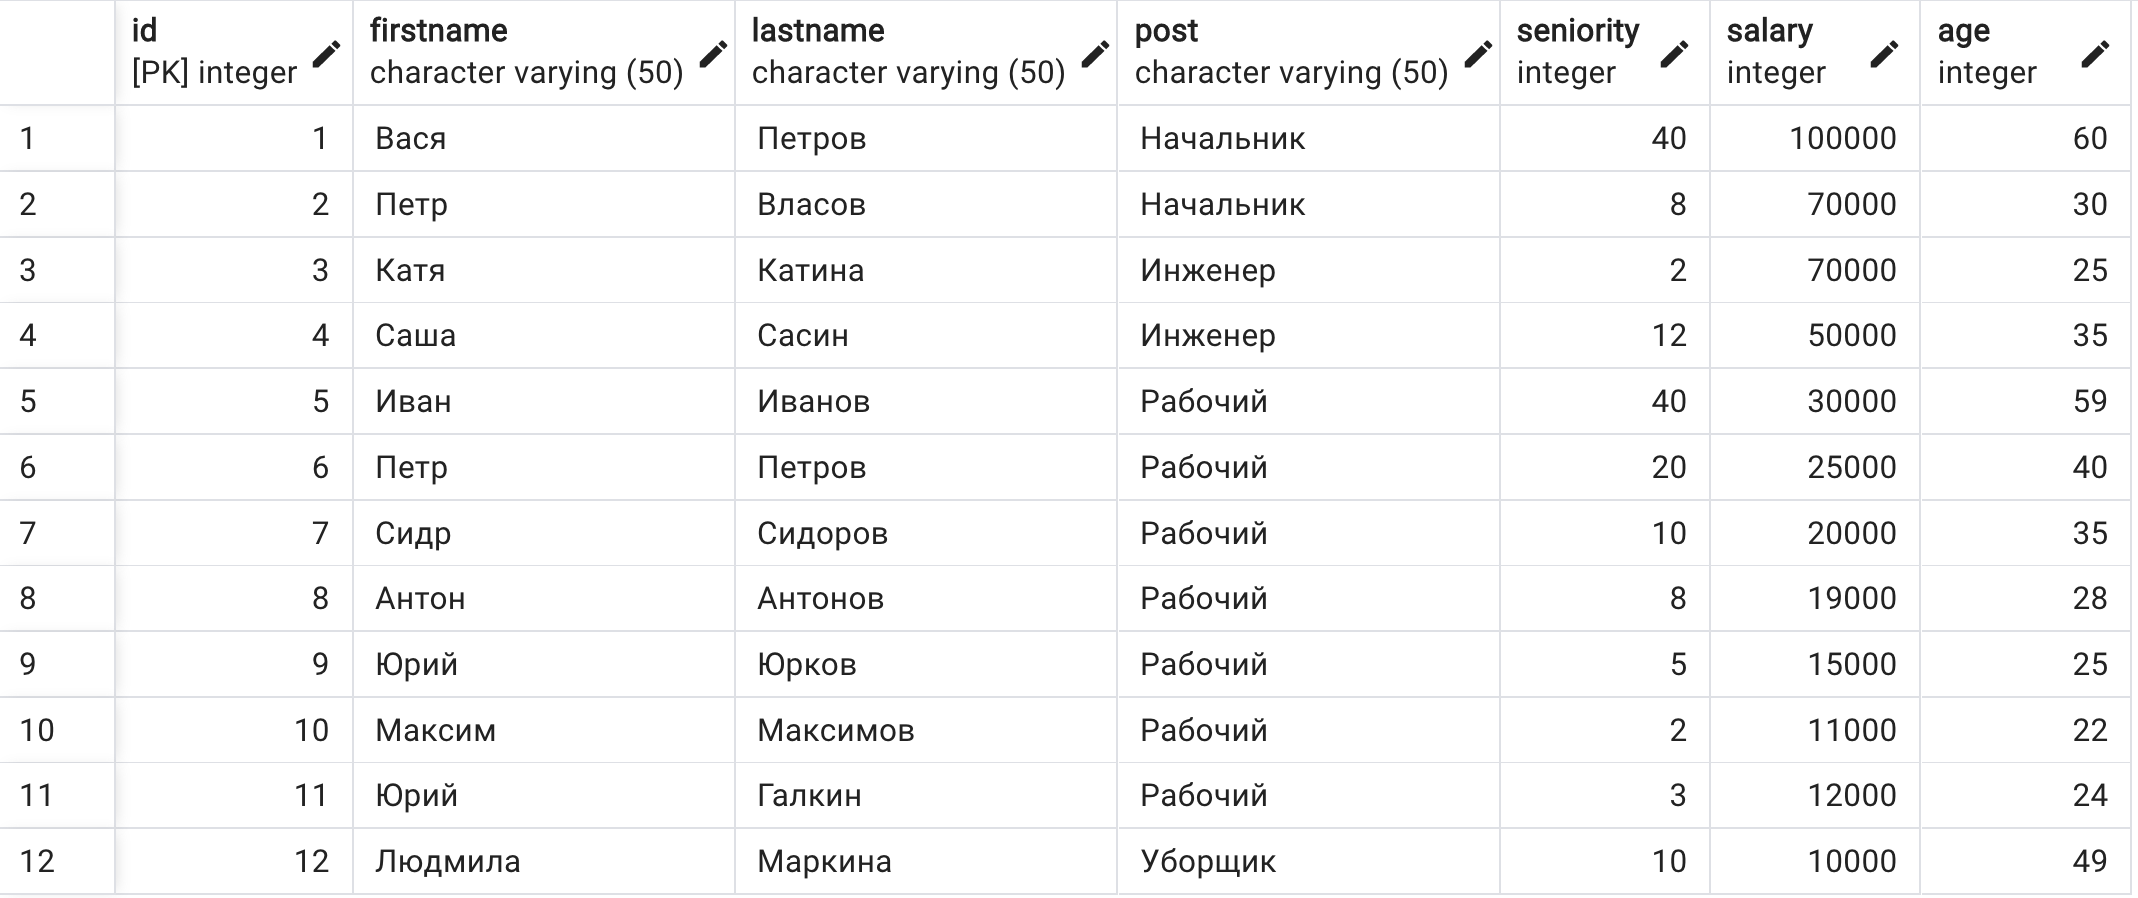 id firstname lastname post seniority salary age
[PK] integer character varying (50) character varying (50) character varying (50) integer integer integer
1 1 Вася Петров Начальник 40 100000 60
2 2 Петр Власов Начальник 8 70000 30
3 3 Катя Катина Инженер 2 70000 25
4 4 Саша Сасин Инженер 12 50000 35
5 5 Иван Иванов Рабочий 40 30000 59
6 6 Петр Петров Рабочий 20 25000 40
7 7 Сидр Сидоров Рабочий 10 20000 35
8 8 Антон Антонов Рабочий 8 19000 28
9 9 Юрий Юрков Рабочий 5 15000 25
10 10 Максим Максимов Рабочий 2 11000 22
11 11 Юрий Галкин Рабочий 3 12000 24
12 12 Людмила Маркина Уборщик 10 10000 49